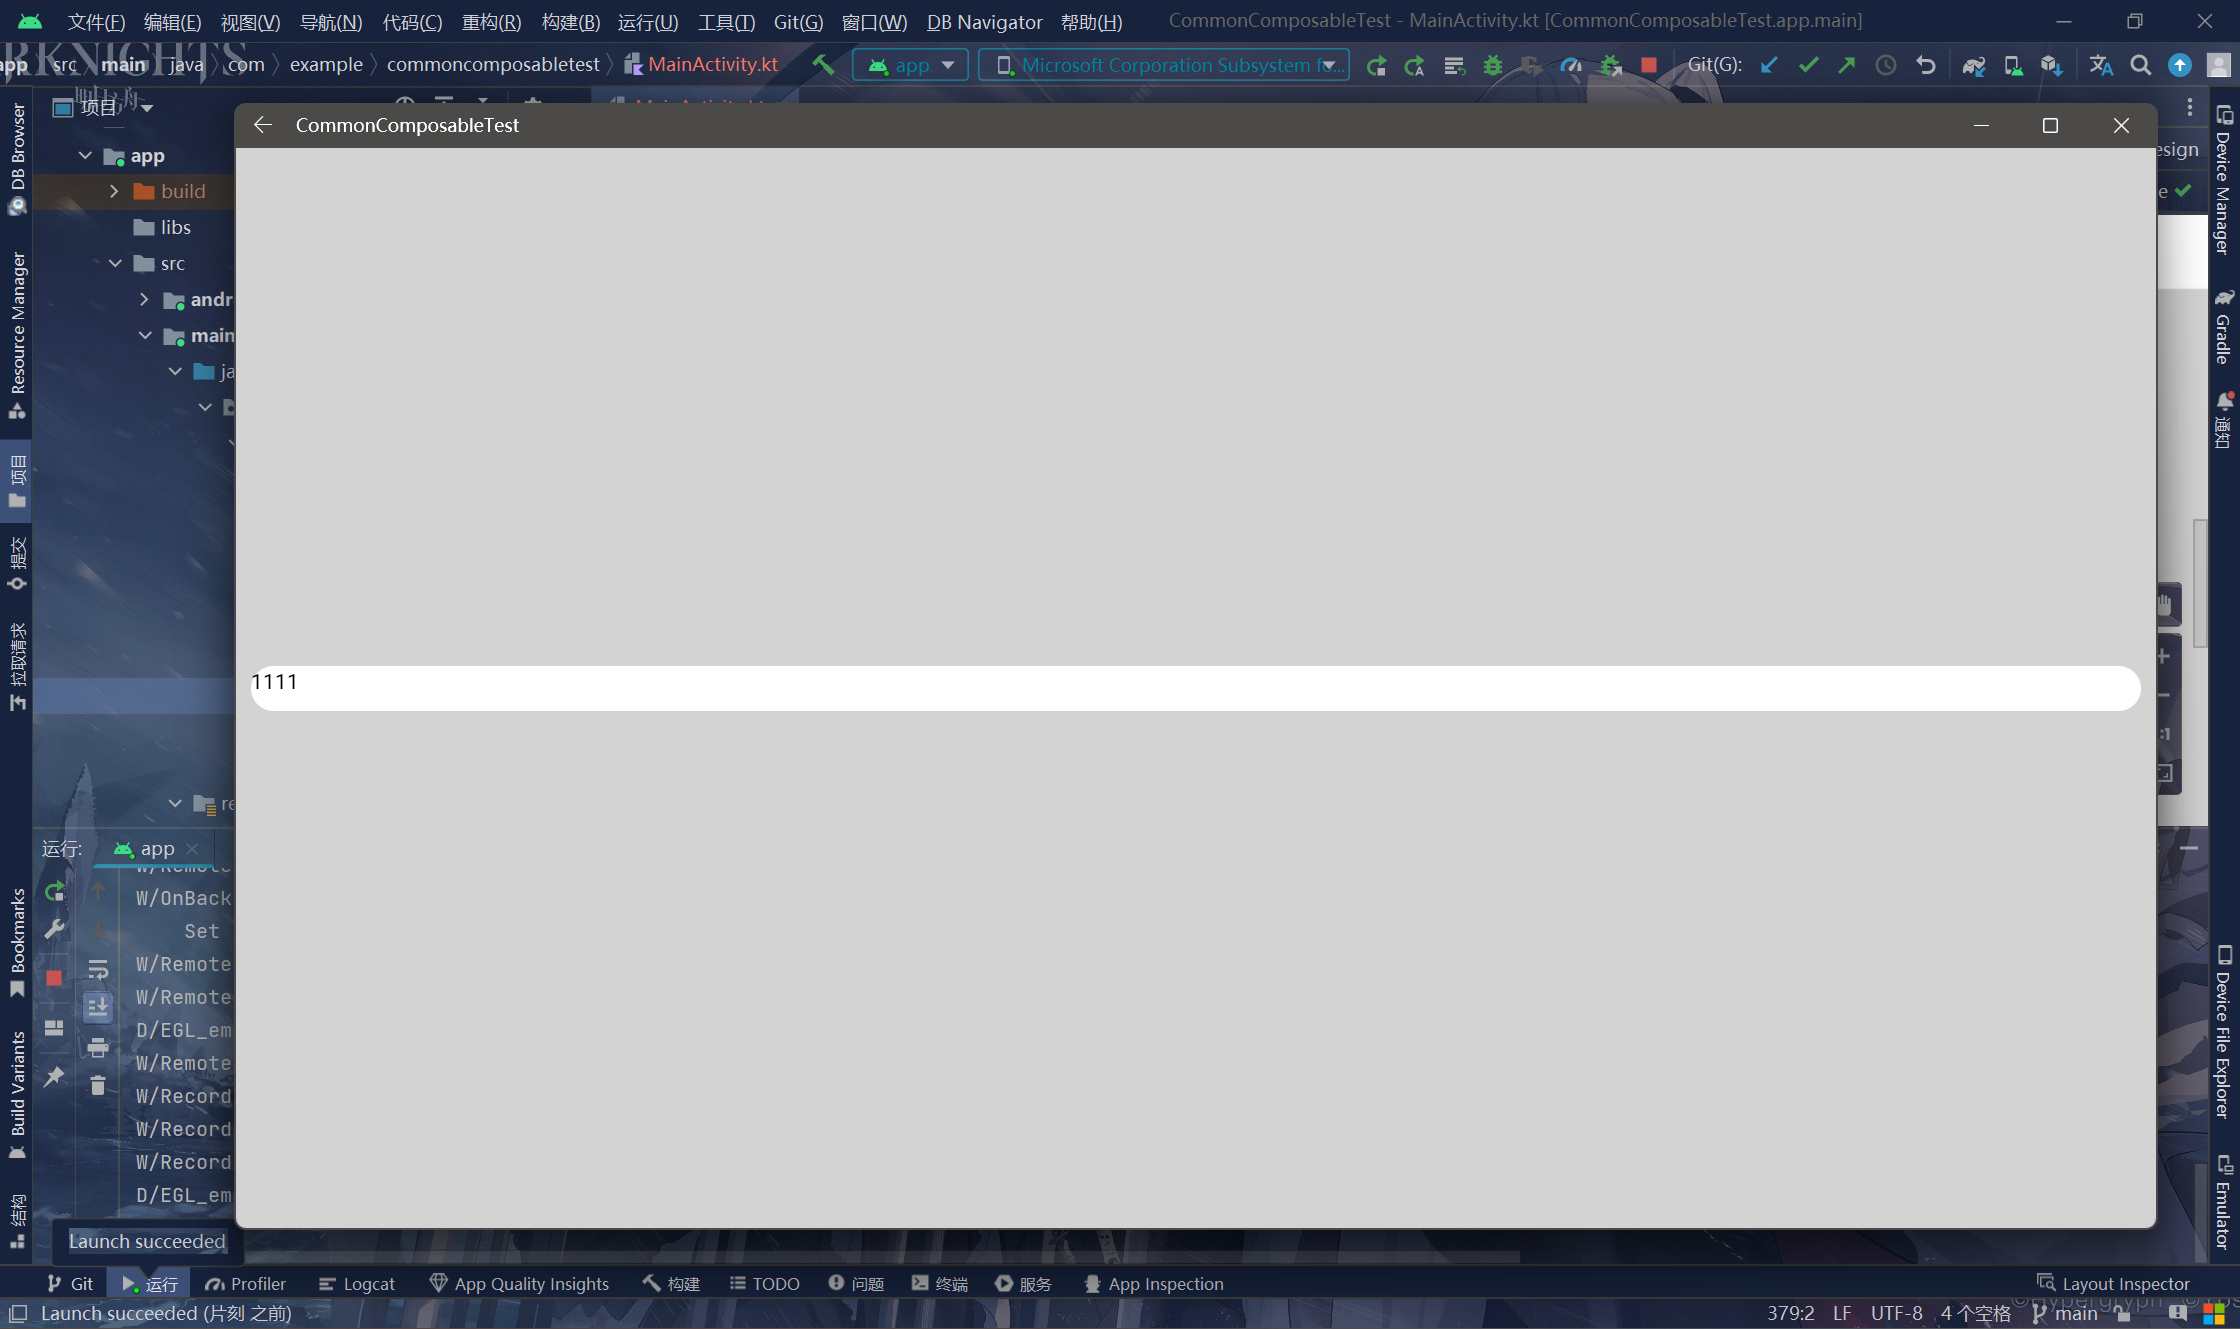 文件(F) 编辑(E) 视图(V) 导航(N) 代码(C) 重构(R) 构建(B) 运行(U) 工具(T) Git(G) 窗口(W) DB Navigator 帮助(H) CommonComposableTest - MainActivity.kt [CommonComposableTest.app.main]
app src main java com example commoncomposabletest MainActivity.kt app Microsoft Corporation Subsystem fo... Git(G):
项目
CommonComposableTest
app
build
libs
src
andr
main
ja
re
1111
esign
e
DB Browser
Resource Manager
项目
提交
拉取请求
Bookmarks
Build Variants
结构
Device Manager
Gradle
通知
Device File Explorer
Emulator
运行: app
W/Remote
W/OnBack
Set
W/Remote
W/Remote
D/EGL_em
W/Remote
W/Record
W/Record
W/Record
D/EGL_em
Launch succeeded
Git 运行 Profiler Logcat App Quality Insights 构建 TODO 问题 终端 服务 App Inspection Layout Inspector
Launch succeeded (片刻 之前) 379:2 LF UTF-8 4 个空格 main